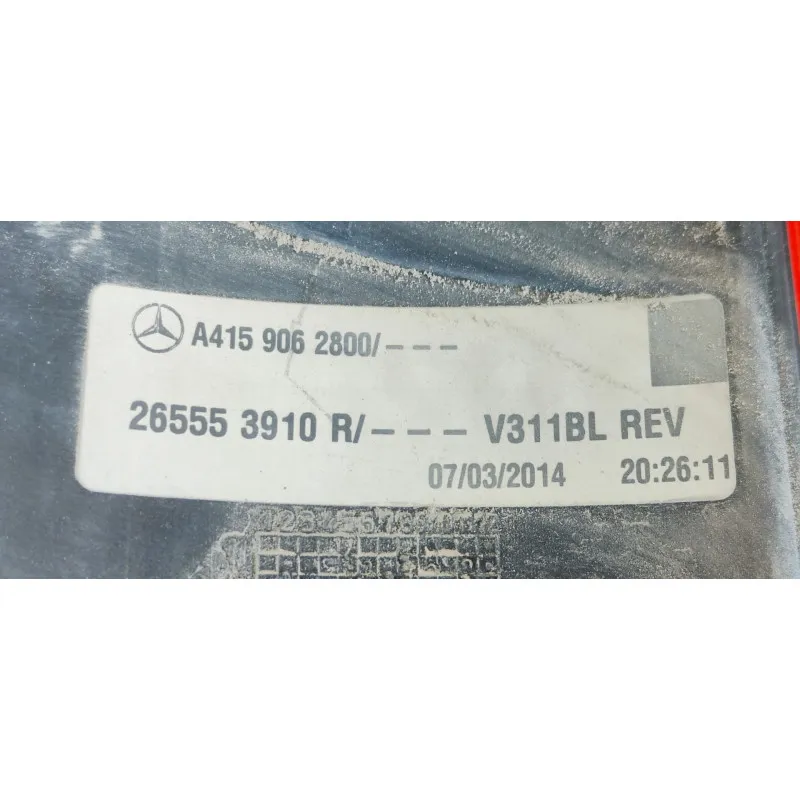 A415 906 2800/---
26555 3910 R/--- V311BL REV
07/03/2014 20:26:11